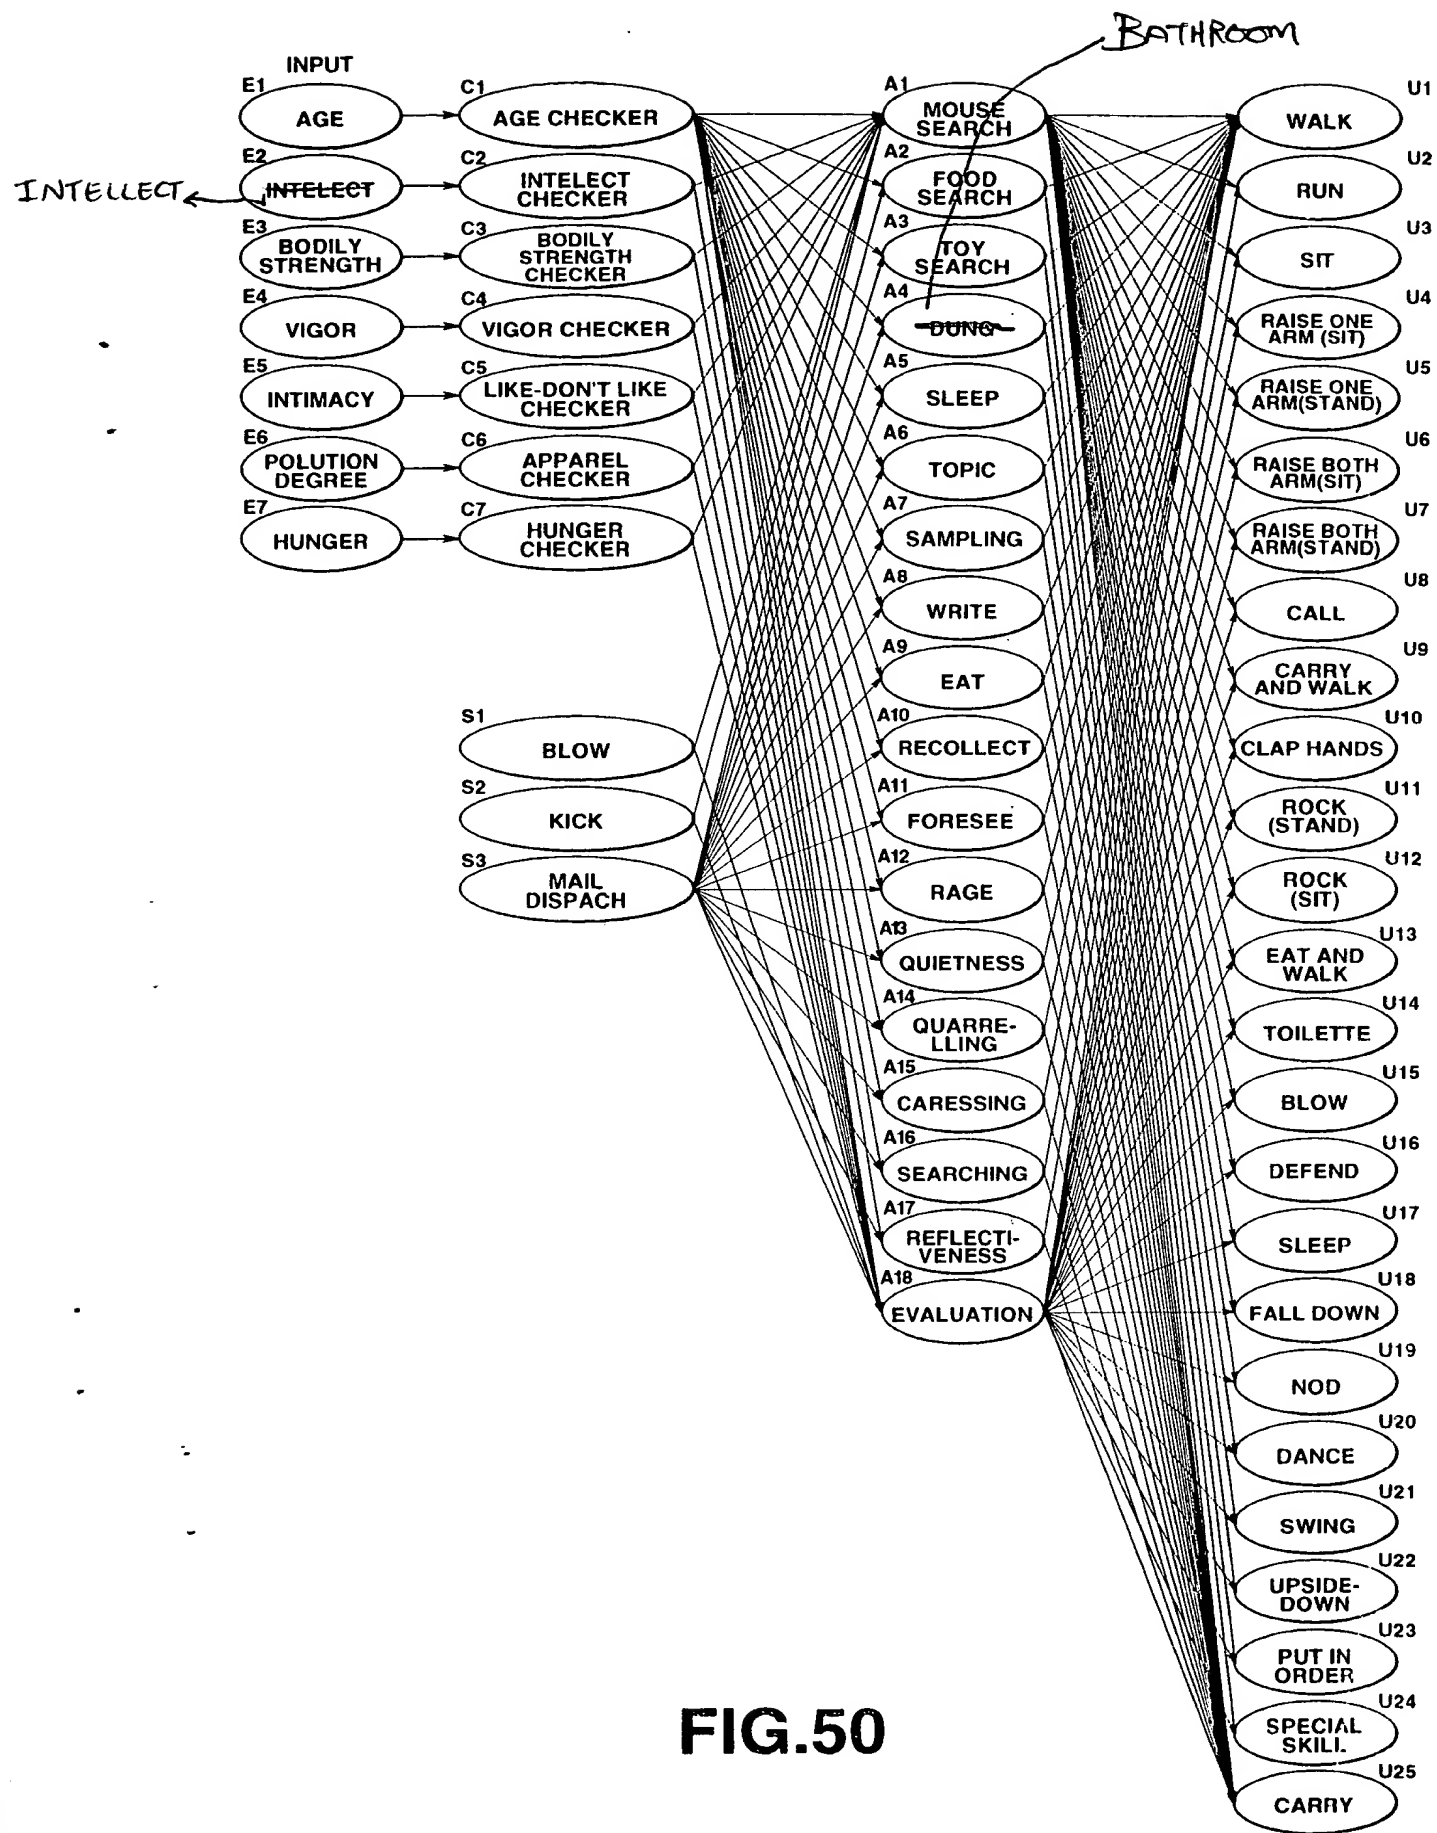 BATHROOM
INPUT
E1
AGE
E2
INTELECT
INTELLECT
E3
BODILY
STRENGTH
E4
VIGOR
E5
INTIMACY
E6
POLUTION
DEGREE
E7
HUNGER
C1
AGE CHECKER
C2
INTELECT
CHECKER
C3
BODILY
STRENGTH
CHECKER
C4
VIGOR CHECKER
C5
LIKE-DON'T LIKE
CHECKER
C6
APPAREL
CHECKER
C7
HUNGER
CHECKER
S1
BLOW
S2
KICK
S3
MAIL
DISPACH
A1
MOUSE
SEARCH
A2
FOOD
SEARCH
A3
TOY
SEARCH
A4
DUNG
A5
SLEEP
A6
TOPIC
A7
SAMPLING
A8
WRITE
A9
EAT
A10
RECOLLECT
A11
FORESEE
A12
RAGE
A13
QUIETNESS
A14
QUARRE-
LLING
A15
CARESSING
A16
SEARCHING
A17
REFLECTI-
VENESS
A18
EVALUATION
U1
WALK
U2
RUN
U3
SIT
U4
RAISE ONE
ARM (SIT)
U5
RAISE ONE
ARM(STAND)
U6
RAISE BOTH
ARM(SIT)
U7
RAISE BOTH
ARM(STAND)
U8
CALL
U9
CARRY
AND WALK
U10
CLAP HANDS
U11
ROCK
(STAND)
U12
ROCK
(SIT)
U13
EAT AND
WALK
U14
TOILETTE
U15
BLOW
U16
DEFEND
U17
SLEEP
U18
FALL DOWN
U19
NOD
U20
DANCE
U21
SWING
U22
UPSIDE-
DOWN
U23
PUT IN
ORDER
U24
SPECIAL
SKILL
U25
CARRY
FIG.50